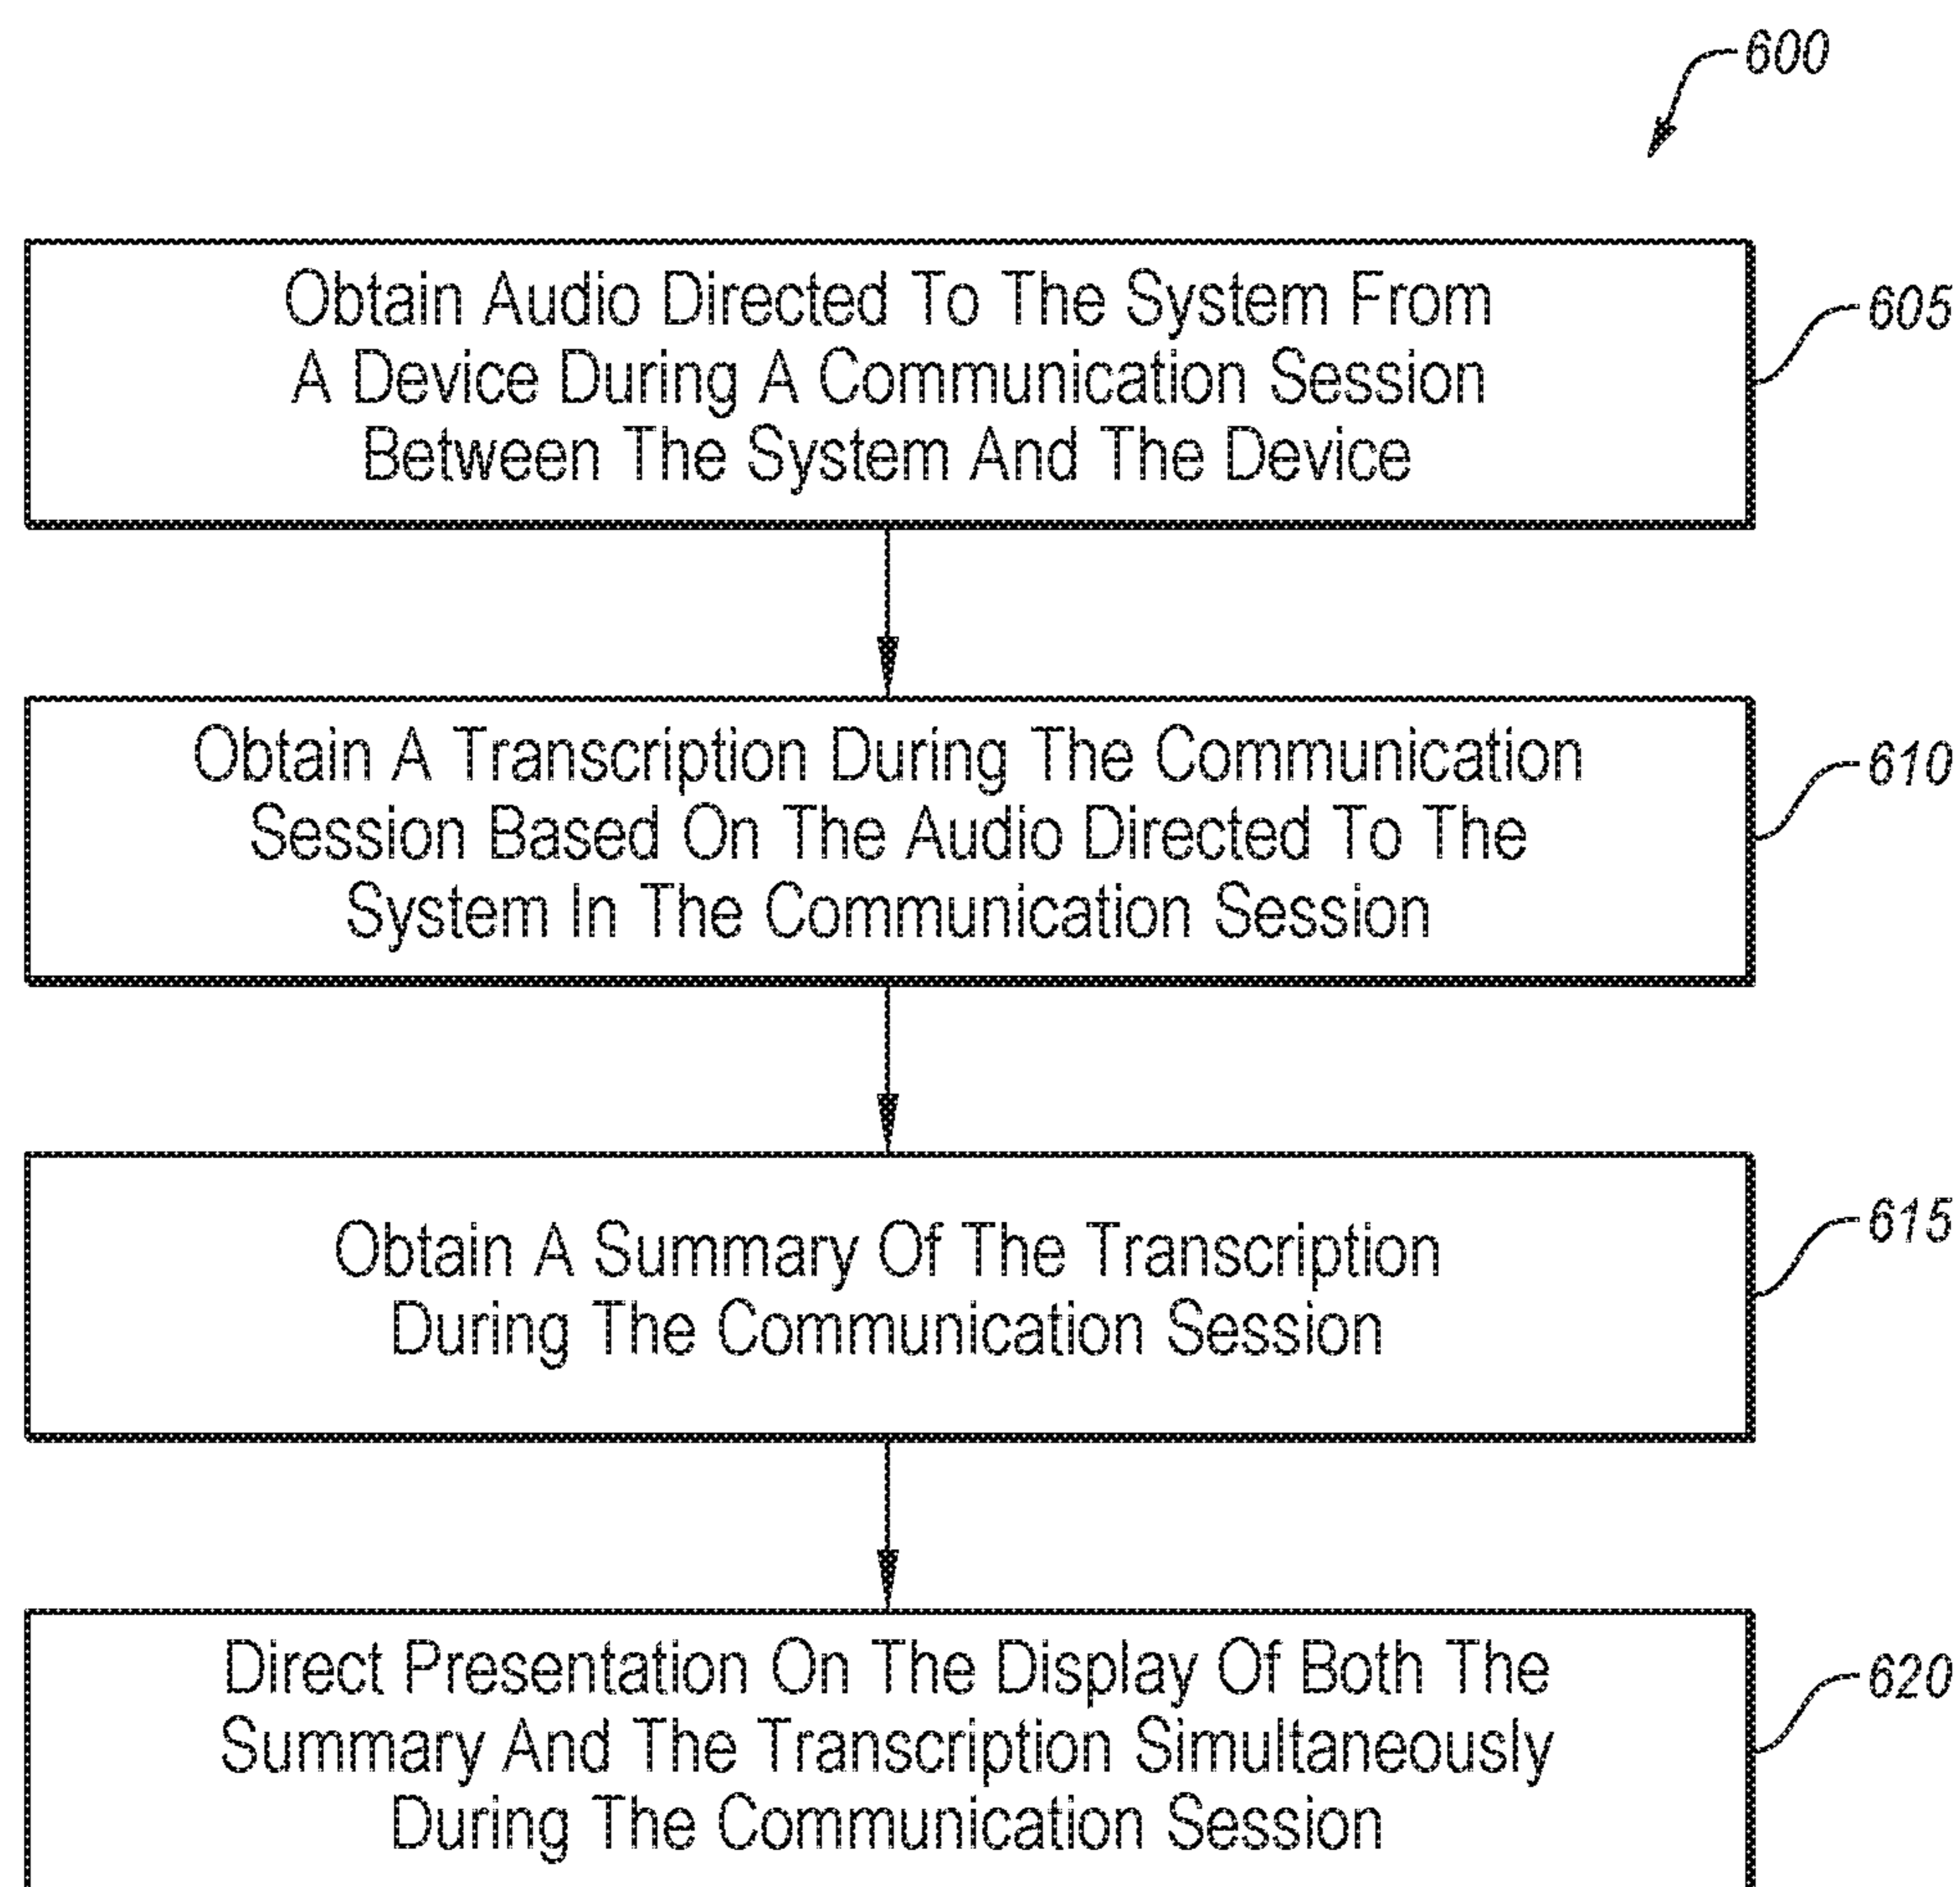 600
Obtain Audio Directed To The System From
A Device During A Communication Session
Between The System And The Device
605
Obtain A Transcription During The Communication
Session Based On The Audio Directed To The
System In The Communication Session
610
Obtain A Summary Of The Transcription
During The Communication Session
615
Direct Presentation On The Display Of Both The
Summary And The Transcription Simultaneously
During The Communication Session
620